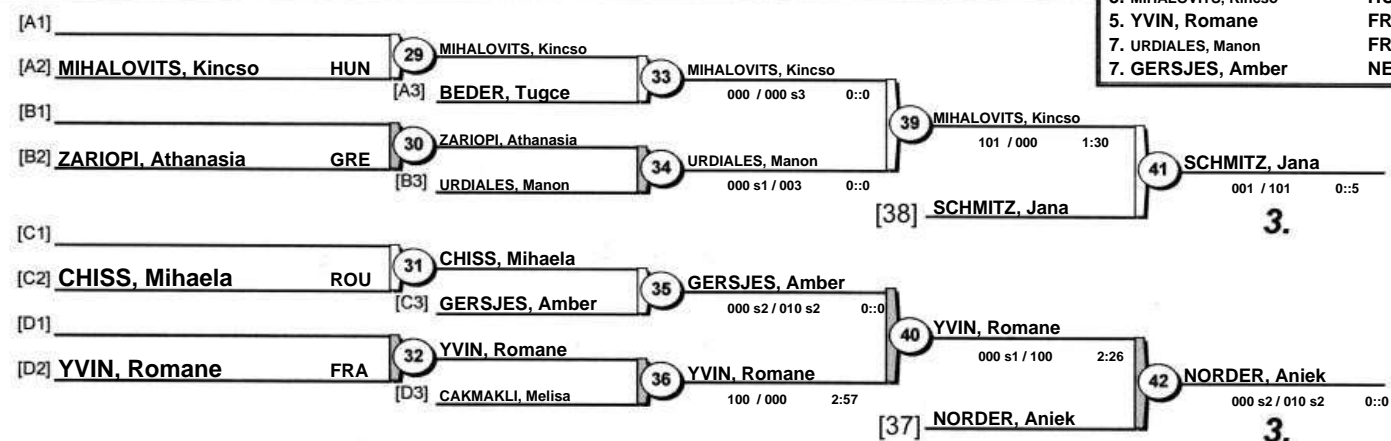 5. YVIN, Romane FR
7. URDIALES, Manon FR
7. GERSJES, Amber NE
[A1]
[A2] MIHALOVITS, Kincso HUN
29
MIHALOVITS, Kincso
[A3] BEDER, Tugce
33
MIHALOVITS, Kincso
000 / 000 s3 0::0
[B1]
[B2] ZARIOPI, Athanasia GRE
30
ZARIOPI, Athanasia
[B3] URDIALES, Manon
34
URDIALES, Manon
000 s1 / 003 0::0
39
MIHALOVITS, Kincso
101 / 000 1:30
[38] SCHMITZ, Jana
41
SCHMITZ, Jana
001 / 101 0::5
3.
[C1]
[C2] CHISS, Mihaela ROU
31
CHISS, Mihaela
[C3] GERSJES, Amber
35
GERSJES, Amber
000 s2 / 010 s2 0::0
[D1]
[D2] YVIN, Romane FRA
32
YVIN, Romane
[D3] CAKMAKLI, Melisa
36
YVIN, Romane
100 / 000 2:57
40
YVIN, Romane
000 s1 / 100 2:26
[37] NORDER, Aniek
42
NORDER, Aniek
000 s2 / 010 s2 0::0
3.